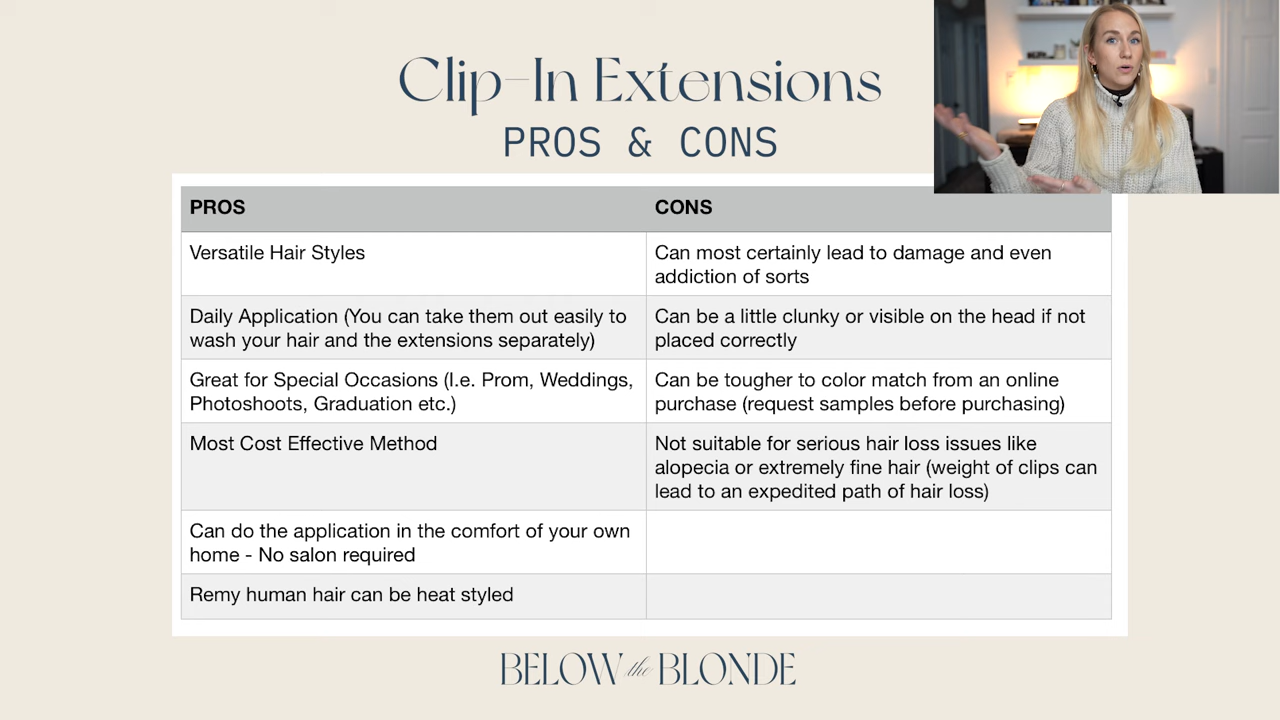 Clip-In Extensions
PROS & CONS
PROS
CONS
Versatile Hair Styles
Can most certainly lead to damage and even
addiction of sorts
Daily Application (You can take them out easily to
wash your hair and the extensions separately)
Can be a little clunky or visible on the head if not
placed correctly
Great for Special Occasions (I.e. Prom, Weddings,
Photoshoots, Graduation etc.)
Can be tougher to color match from an online
purchase (request samples before purchasing)
Most Cost Effective Method
Not suitable for serious hair loss issues like
alopecia or extremely fine hair (weight of clips can
lead to an expedited path of hair loss)
Can do the application in the comfort of your own
home - No salon required
Remy human hair can be heat styled
BELOW the BLONDE